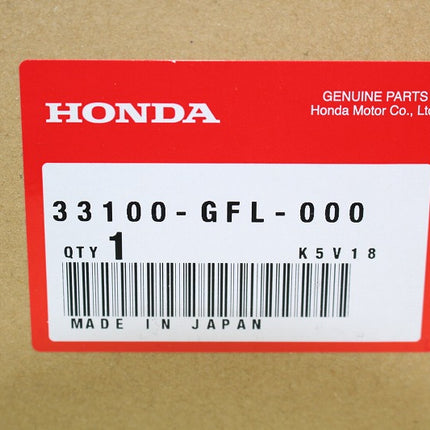 HONDA
GENUINE PARTS
Honda Motor Co., Ltd
33100-GFL-000
QTY 1 K5V18
MADE IN JAPAN